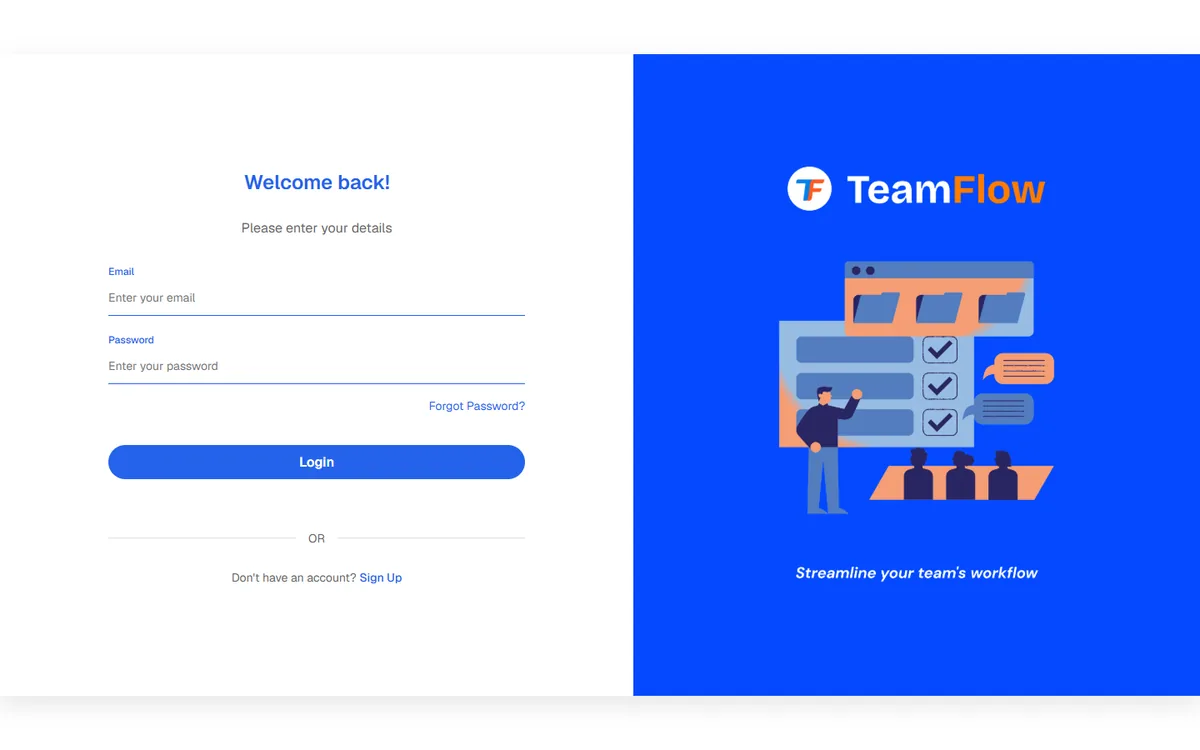 Welcome back!
Please enter your details
Email
Enter your email
Password
Enter your password
Forgot Password?
Login
OR
Don't have an account? Sign Up
TF TeamFlow
Streamline your team's workflow